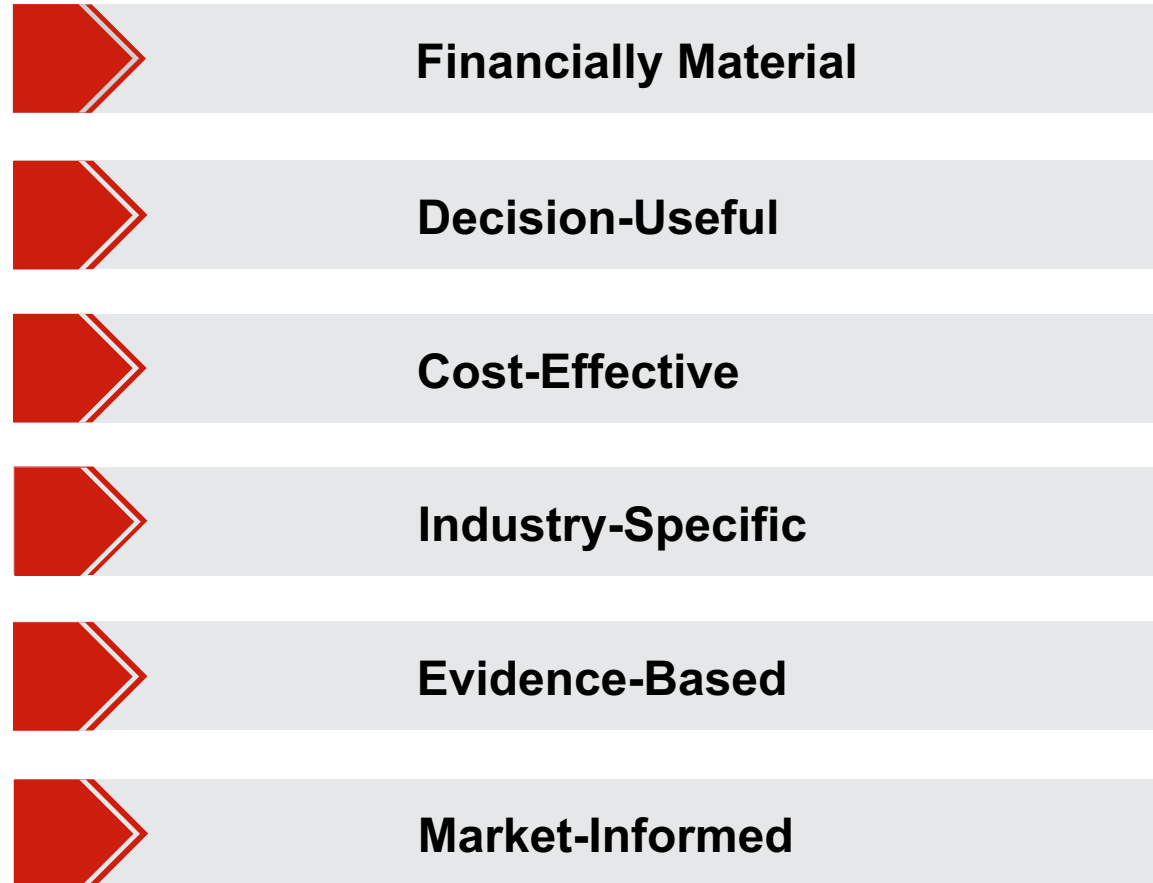 Financially Material
Decision-Useful
Cost-Effective
Industry-Specific
Evidence-Based
Market-Informed